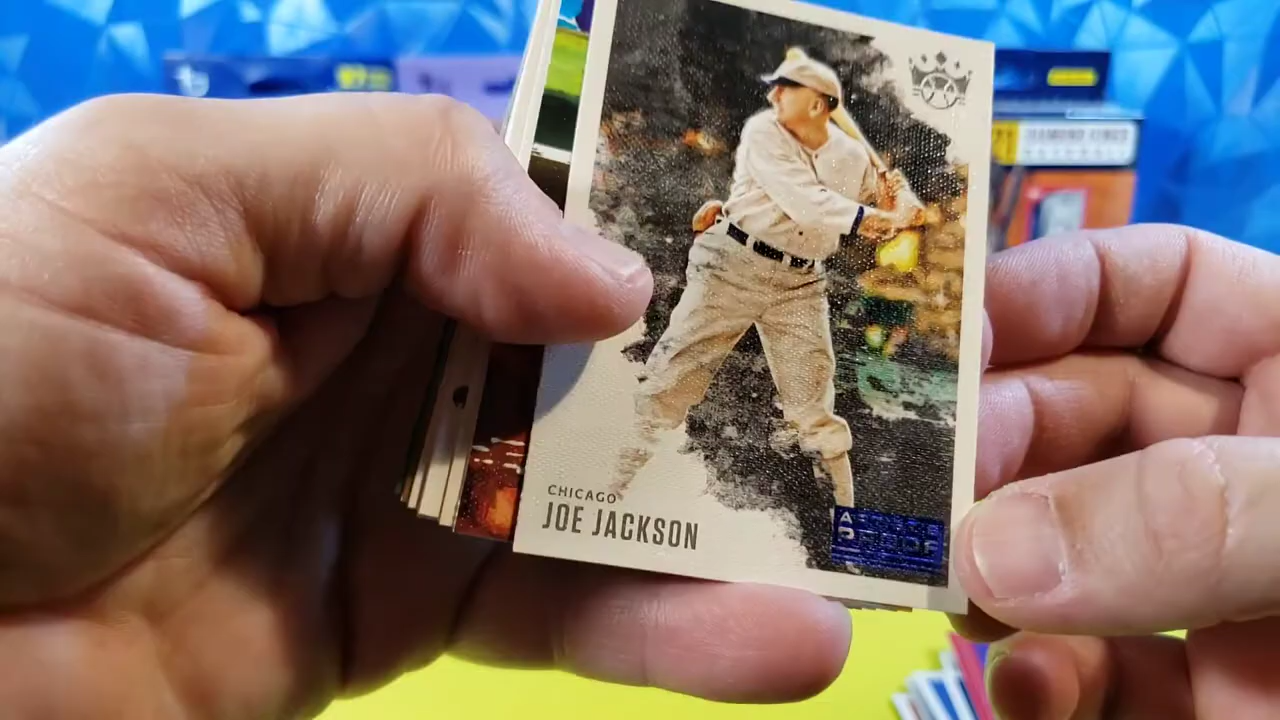 DIAMOND KINGS
CHICAGO
JOE JACKSON
ARTIST'S
PROOF